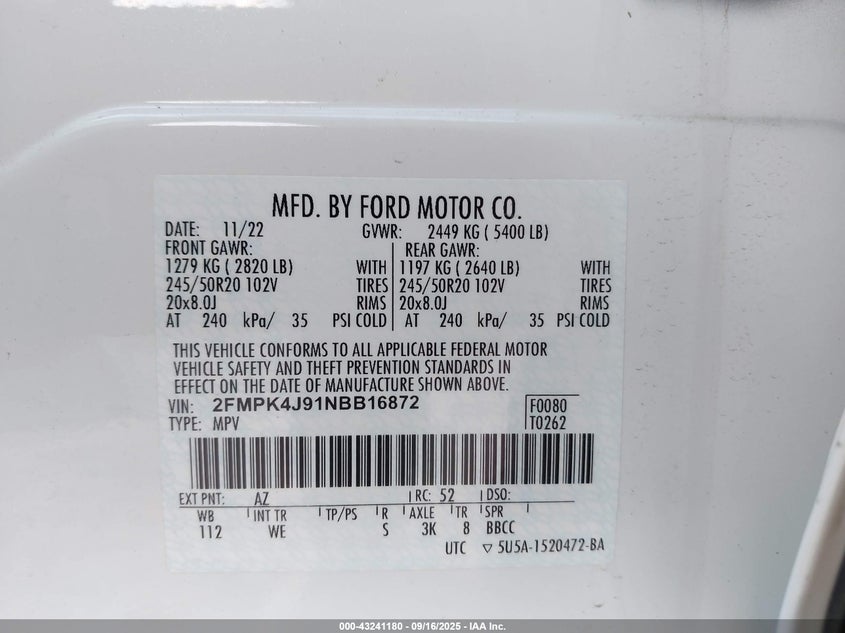 MFD. BY FORD MOTOR CO.
DATE: 11/22 GVWR: 2449 KG ( 5400 LB)
FRONT GAWR: REAR GAWR:
1279 KG ( 2820 LB) WITH 1197 KG ( 2640 LB) WITH
245/50R20 102V TIRES 245/50R20 102V TIRES
20x8.0J RIMS 20x8.0J RIMS
AT 240 kPa/ 35 PSI COLD AT 240 kPa/ 35 PSI COLD
THIS VEHICLE CONFORMS TO ALL APPLICABLE FEDERAL MOTOR
VEHICLE SAFETY AND THEFT PREVENTION STANDARDS IN
EFFECT ON THE DATE OF MANUFACTURE SHOWN ABOVE.
VIN: 2FMPK4J91NBB16872 F0080
TYPE: MPV T0262
EXT PNT: AZ RC: 52 DSO:
WB INT TR TP/PS R AXLE TR SPR
112 WE S 3K 8 BBCC
UTC ▽ 5U5A-1520472-BA
000-43241180 - 09/16/2025 - IAA Inc.